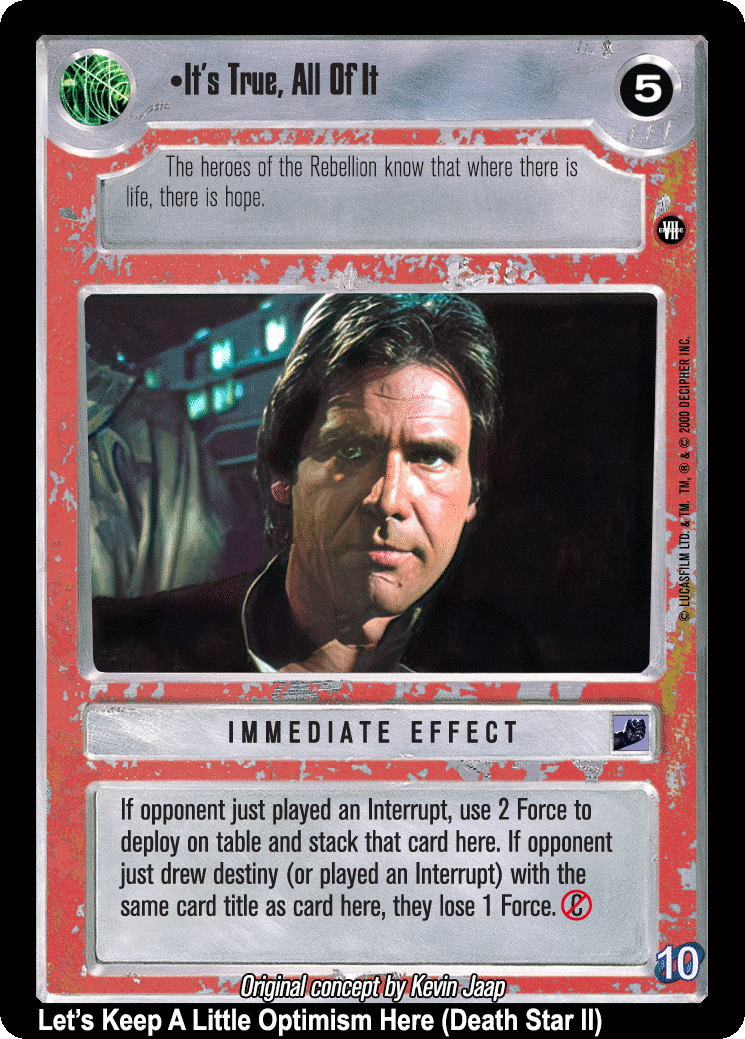 •It's True, All Of It
5
The heroes of the Rebellion know that where there is
life, there is hope.
EPISODE
VII
© LUCASFILM LTD. & TM. TM, ® & © 2000 DECIPHER INC.
IMMEDIATE EFFECT
If opponent just played an Interrupt, use 2 Force to
deploy on table and stack that card here. If opponent
just drew destiny (or played an Interrupt) with the
same card title as card here, they lose 1 Force. C
10
Original concept by Kevin Jaap
Let's Keep A Little Optimism Here (Death Star II)